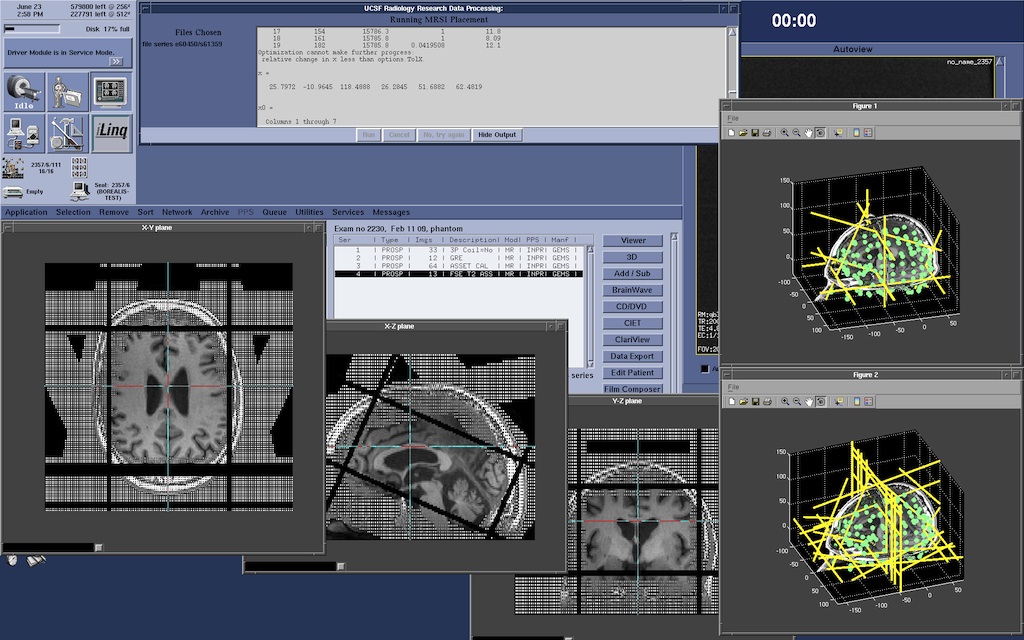 June 23
2:58 PM
579800 left @ 256²
227791 left @ 512²
Disk 17% full
Driver Module is in Service Mode.
>>
Idle
iLinq
2357/6/111
16/16
Empty
Sent: 2357/6
(BOREALIS-
TEST)
UCSF Radiology Research Data Processing:
Running MRSI Placement
Files Chosen
file series e60450/s61359
17 154 15786.3 1 11.8
18 161 15785.8 1 8.09
19 182 15785.8 0.0419508 12.1
Optimization cannot make further progress:
relative change in x less than options.TolX.
x =
25.7972 -10.9645 118.4888 26.2845 51.6882 62.4819
x0 =
Columns 1 through 7
Run Cancel No, try again Hide Output
00:00
Autoview
no_name_2357
Application Selection Remove Sort Network Archive PPS Queue Utilities Services Messages
Exam no 2230, Feb 11 09, phantom
Ser | Type | Imgs | Description | Mod | PPS | Manf |
1 | PROSP | 33 | 3P Coil=No | MR | INPR | GEMS |
2 | PROSP | 12 | GRE | MR | INPR | GEMS |
3 | PROSP | 64 | ASSET CAL | MR | INPR | GEMS |
4 | PROSP | 13 | FSE T2 ASS | MR | INPR | GEMS |
series
Viewer
3D
Add / Sub
BrainWave
CD/DVD
CIET
ClariView
Data Export
Edit Patient
Film Composer
X-Y plane
X-Z plane
Y-Z plane
Figure 1
File
150
100
50
0
-50
-100
100
50
0
-50
-150
-100
-50
0
50
Figure 2
File
150
100
50
0
-50
-100
100
50
0
-50
-150
-100
-50
0
50